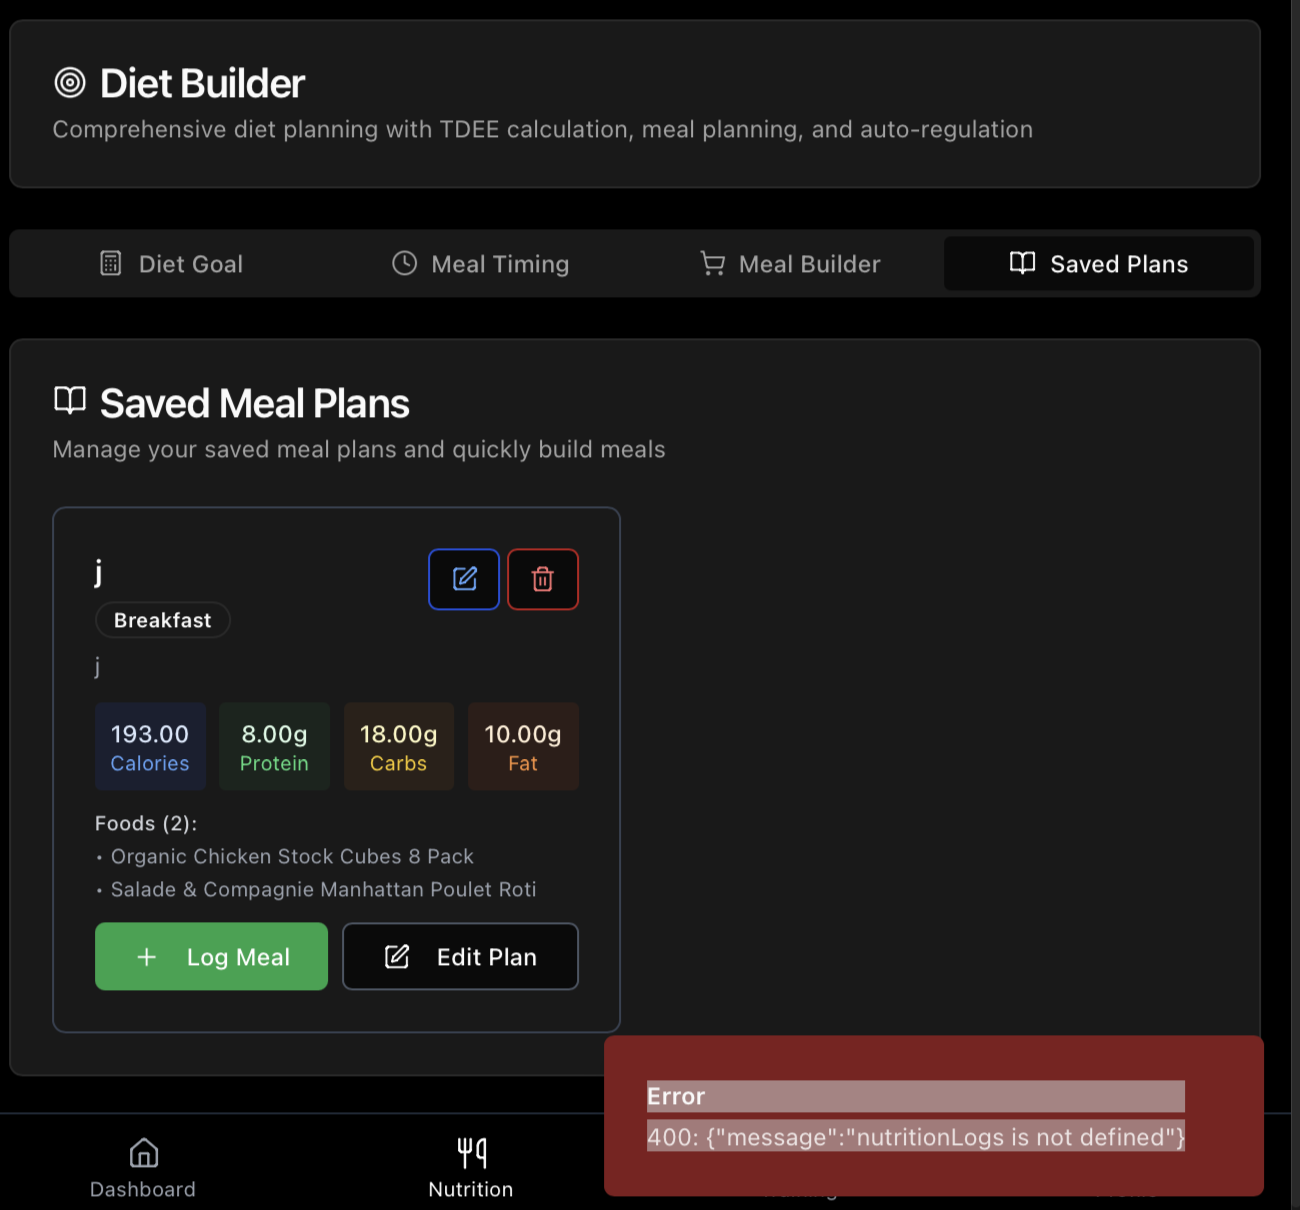 Diet Builder
Comprehensive diet planning with TDEE calculation, meal planning, and auto-regulation
Diet Goal
Meal Timing
Meal Builder
Saved Plans
Saved Meal Plans
Manage your saved meal plans and quickly build meals
j
Breakfast
j
193.00
Calories
8.00g
Protein
18.00g
Carbs
10.00g
Fat
Foods (2):
• Organic Chicken Stock Cubes 8 Pack
• Salade & Compagnie Manhattan Poulet Roti
Log Meal
Edit Plan
Error
400: {"message":"nutritionLogs is not defined"}
Dashboard
Nutrition